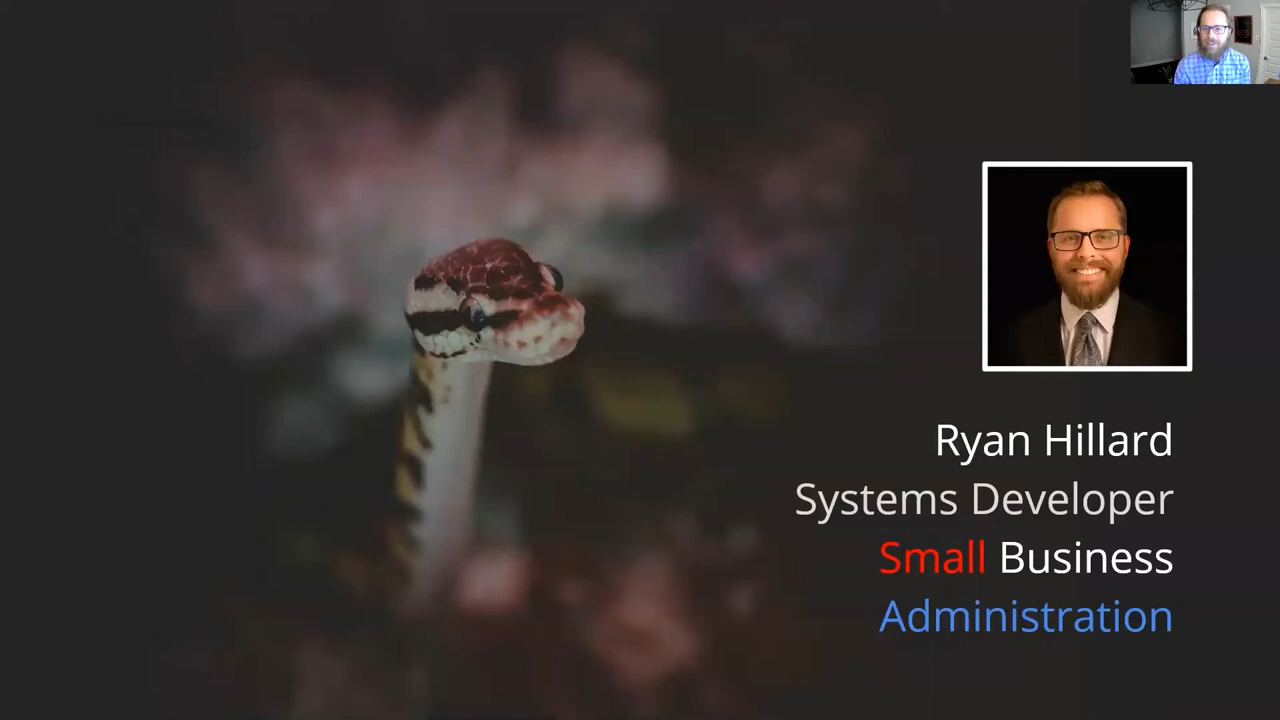 Ryan Hillard
Systems Developer
Small Business
Administration